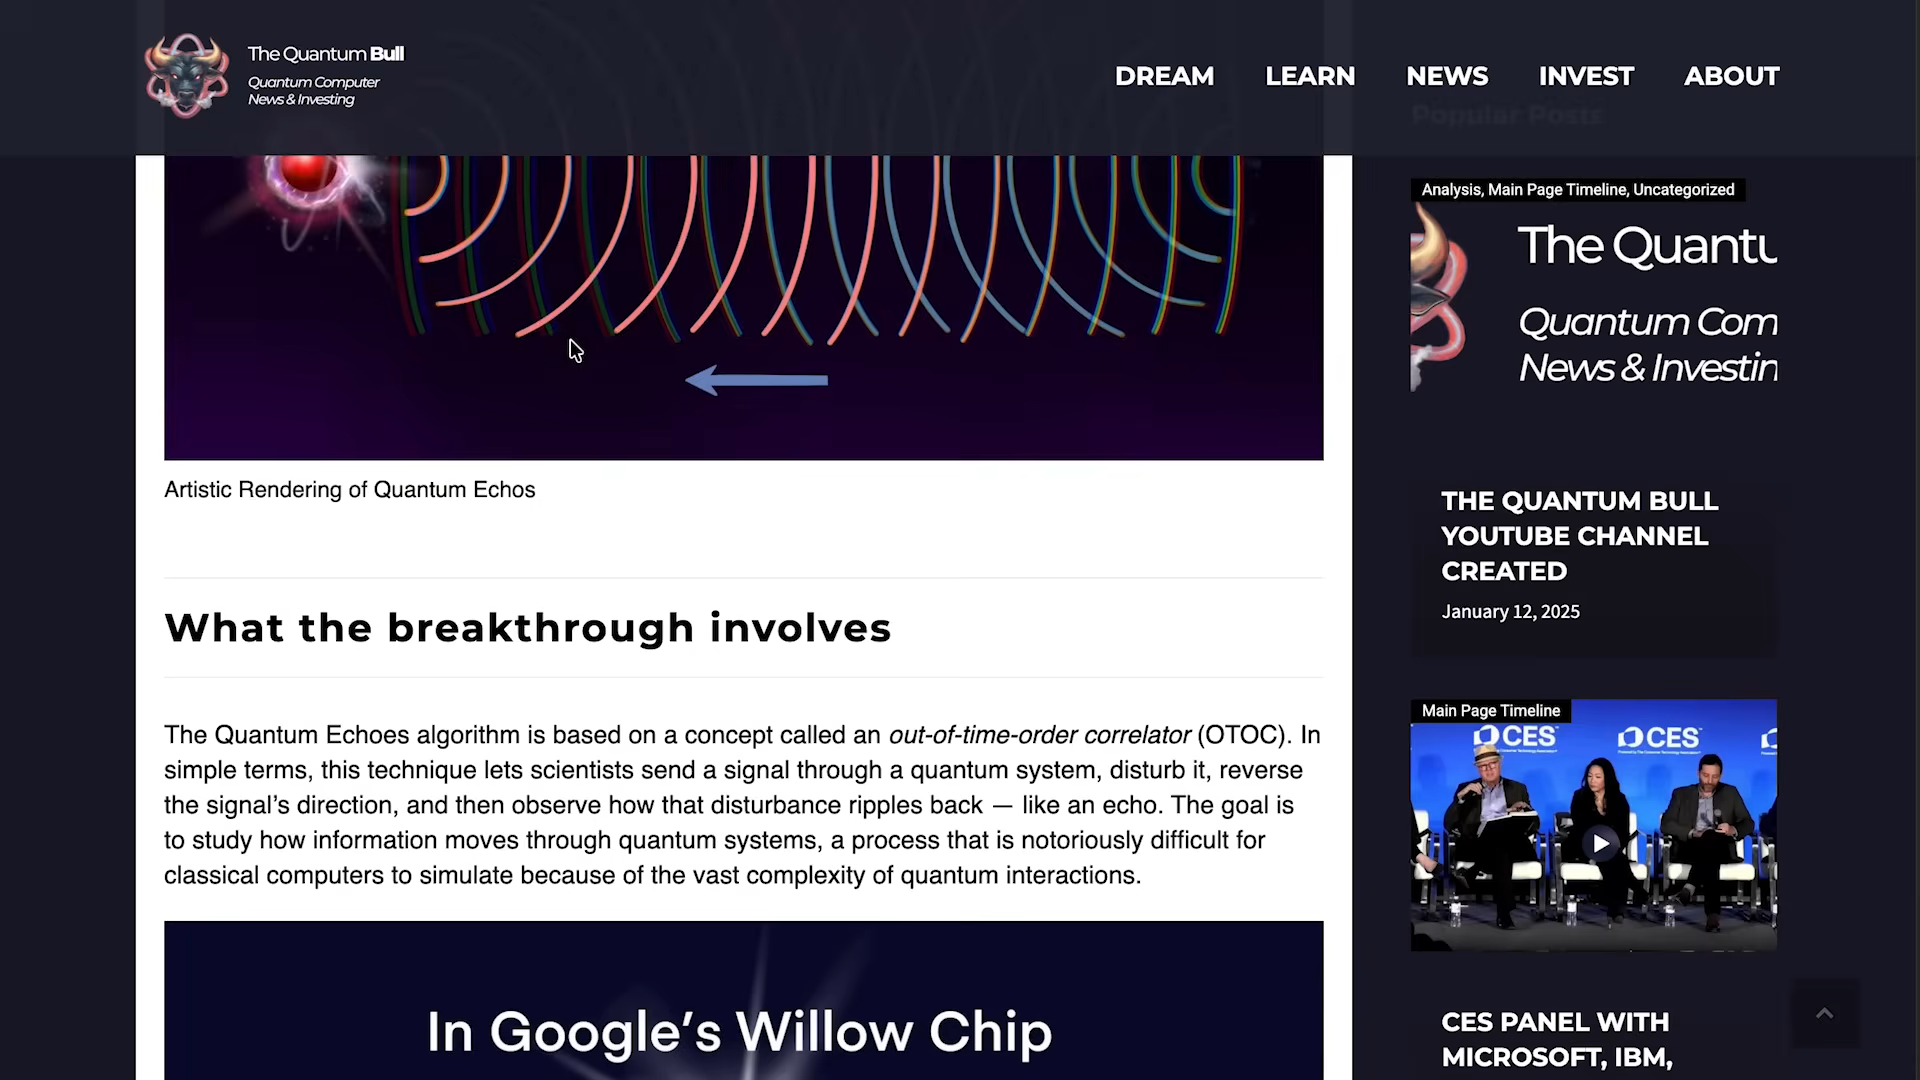 The Quantum Bull
Quantum Computer
News & Investing
DREAM
LEARN
NEWS
INVEST
ABOUT
Popular Posts
Artistic Rendering of Quantum Echos
What the breakthrough involves
The Quantum Echoes algorithm is based on a concept called an out-of-time-order correlator (OTOC). In
simple terms, this technique lets scientists send a signal through a quantum system, disturb it, reverse
the signal’s direction, and then observe how that disturbance ripples back — like an echo. The goal is
to study how information moves through quantum systems, a process that is notoriously difficult for
classical computers to simulate because of the vast complexity of quantum interactions.
In Google’s Willow Chip
Analysis, Main Page Timeline, Uncategorized
The Quantu
Quantum Com
News & Investin
THE QUANTUM BULL
YOUTUBE CHANNEL
CREATED
January 12, 2025
Main Page Timeline
CES
CES
CES PANEL WITH
MICROSOFT, IBM,